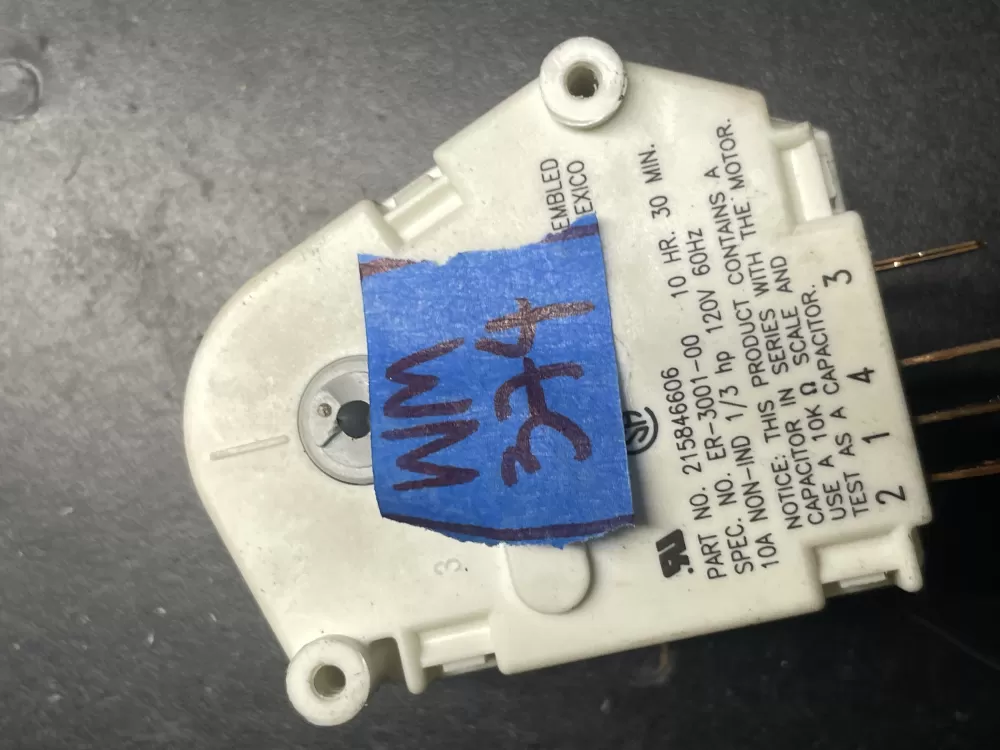 EMBLED
EXICO
WM
374
PART NO. 215846606 10 HR. 30 MIN.
SPEC. NO. ER-3001-00
10A NON-IND 1/3 hp 120V 60Hz
NOTICE: THIS PRODUCT CONTAINS A
CAPACITOR IN SERIES WITH THE MOTOR.
USE A 10K Ω SCALE AND
TEST AS A CAPACITOR.
2 1 4 3
3